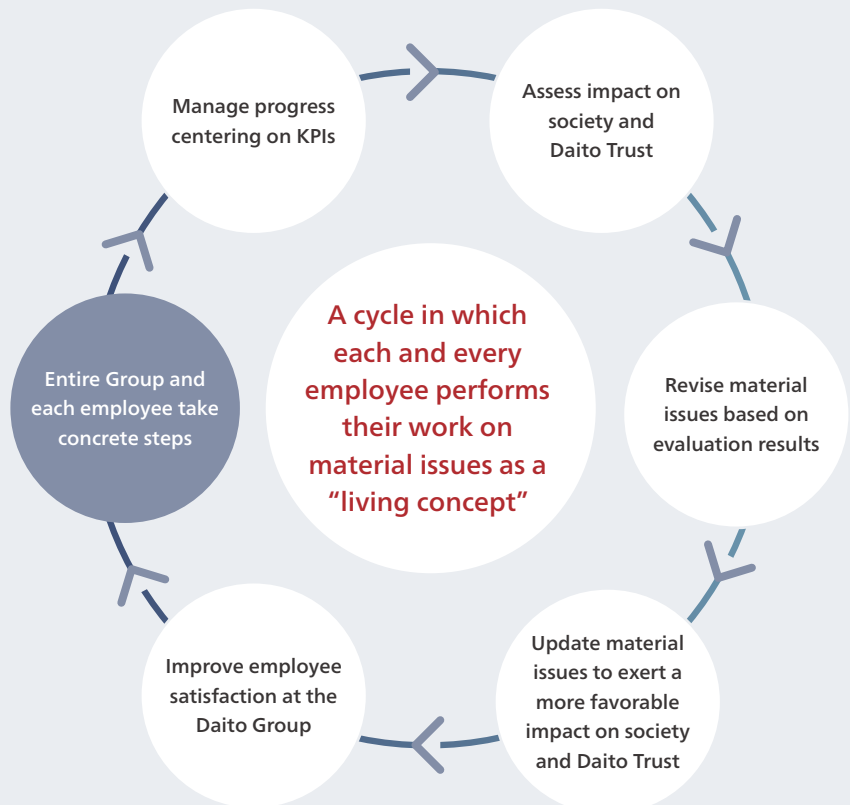 Manage progress
centering on KPIs
Assess impact on
society and
Daito Trust
Entire Group and
each employee take
concrete steps
A cycle in which
each and every
employee performs
their work on
material issues as a
“living concept”
Revise material
issues based on
evaluation results
Improve employee
satisfaction at the
Daito Group
Update material
issues to exert a
more favorable
impact on society
and Daito Trust